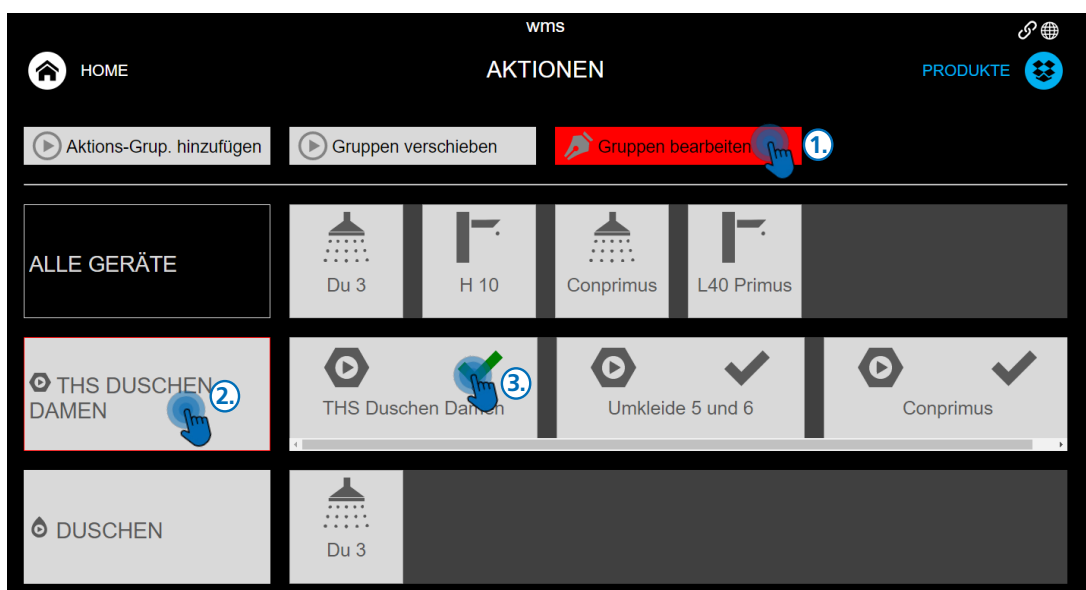 wms
HOME
AKTIONEN
PRODUKTE
Aktions-Grup. hinzufügen
Gruppen verschieben
Gruppen bearbeiten
1.
ALLE GERÄTE
Du 3
H 10
Conprimus
L40 Primus
THS DUSCHEN
DAMEN
2.
3.
THS Duschen Damen
Umkleide 5 und 6
Conprimus
DUSCHEN
Du 3